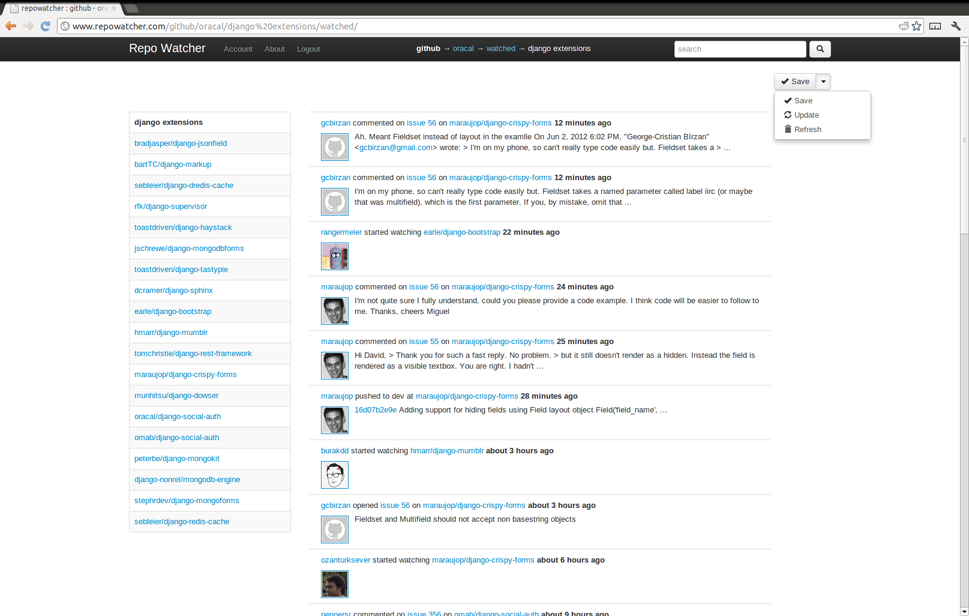 repowatcher : github - ora
www.repowatcher.com/github/oracal/django%20extensions/watched/
Repo Watcher
Account
About
Logout
github → oracal → watched → django extensions
search
Save
Save
Update
Refresh
django extensions
bradjasper/django-jsonfield
bartTC/django-markup
sebleier/django-dredis-cache
rfk/django-supervisor
toastdriven/django-haystack
jschrewe/django-mongodbforms
toastdriven/django-tastypie
dcramer/django-sphinx
earle/django-bootstrap
hmarr/django-mumblr
tomchristie/django-rest-framework
maraujop/django-crispy-forms
munhitsu/django-dowser
oracal/django-social-auth
omab/django-social-auth
peterbe/django-mongokit
django-nonrel/mongodb-engine
stephrdev/django-mongoforms
sebleier/django-redis-cache
gcbirzan commented on issue 56 on maraujop/django-crispy-forms 12 minutes ago
Ah. Meant Fieldset instead of layout in the examlle On Jun 2, 2012 6:02 PM, "George-Cristian Bîrzan"
<gcbirzan@gmail.com> wrote: > I'm on my phone, so can't really type code easily but. Fieldset takes a > ...
gcbirzan commented on issue 56 on maraujop/django-crispy-forms 12 minutes ago
I'm on my phone, so can't really type code easily but. Fieldset takes a named parameter called label iirc (or maybe
that was multifield), which is the first parameter. If you, by mistake, omit that ...
rangermeier started watching earle/django-bootstrap 22 minutes ago
maraujop commented on issue 56 on maraujop/django-crispy-forms 24 minutes ago
I'm not quite sure I fully understand, could you please provide a code example. I think code will be easier to follow to
me. Thanks, cheers Miguel
maraujop commented on issue 55 on maraujop/django-crispy-forms 25 minutes ago
Hi David, > Thank you for such a fast reply. No problem. > but it still doesn't render as a hidden. Instead the field is
rendered as a visible textbox. You are right. I hadn't ...
maraujop pushed to dev at maraujop/django-crispy-forms 28 minutes ago
16d07b2e9e Adding support for hiding fields using Field layout object Field('field_name', ...
burakdd started watching hmarr/django-mumblr about 3 hours ago
gcbirzan opened issue 56 on maraujop/django-crispy-forms about 3 hours ago
Fieldset and Multifield should not accept non basestring objects
ozanturksever started watching maraujop/django-crispy-forms about 6 hours ago
peppersr commented on issue 356 on omab/django-social-auth about 9 hours ago